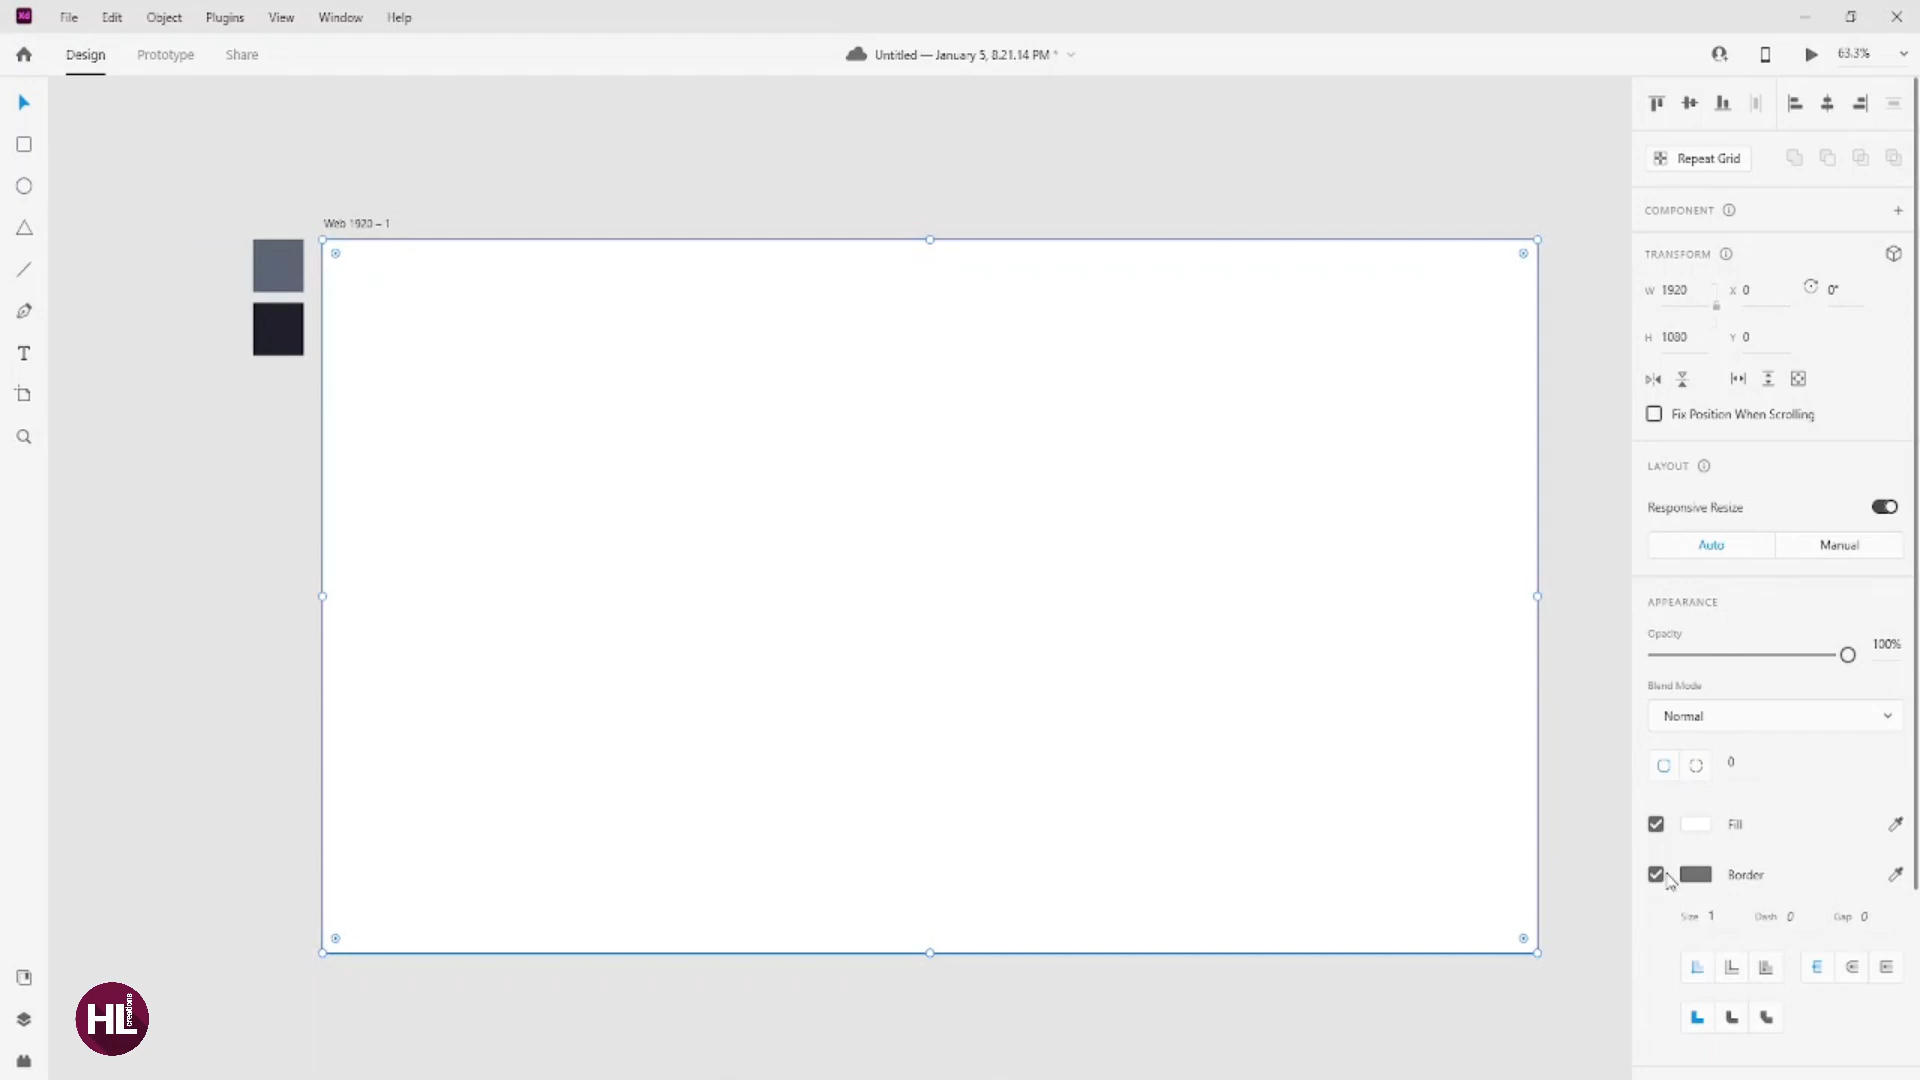 Xd File Edit Object Plugins View Window Help
Design Prototype Share Untitled — January 5, 8.21.14 PM * 63.3%
Repeat Grid
COMPONENT
Web 1920 – 1
TRANSFORM
W 1920 X 0 0°
H 1080 Y 0
Fix Position When Scrolling
LAYOUT
Responsive Resize
Auto Manual
APPEARANCE
Opacity
100%
Blend Mode
Normal
0
Fill
Border
Size 1 Dash 0 Gap 0
HL creations